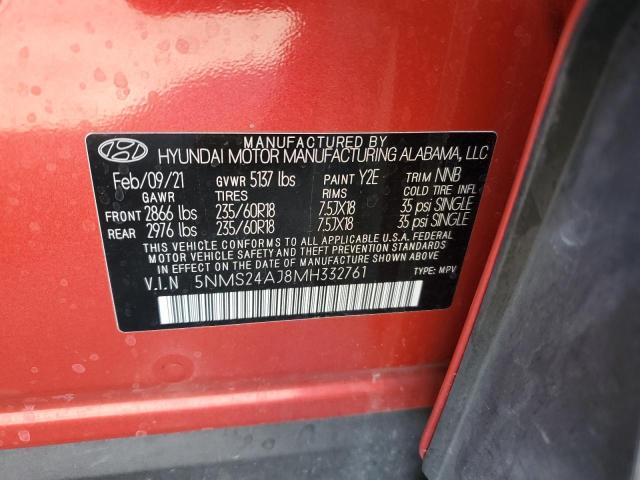 MANUFACTURED BY
HYUNDAI MOTOR MANUFACTURING ALABAMA, LLC
Feb/09/21 GVWR 5137 lbs PAINT Y2E TRIM NNB
GAWR TIRES RIMS COLD TIRE INFL
FRONT 2866 lbs 235/60R18 7.5JX18 35 psi SINGLE
REAR 2976 lbs 235/60R18 7.5JX18 35 psi SINGLE
THIS VEHICLE CONFORMS TO ALL APPLICABLE U.S.A. FEDERAL
MOTOR VEHICLE SAFETY, BUMPER, AND THEFT PREVENTION STANDARDS
IN EFFECT ON THE DATE OF MANUFACTURE SHOWN ABOVE
V.I.N 5NMS24AJ8MH332761 TYPE: MPV